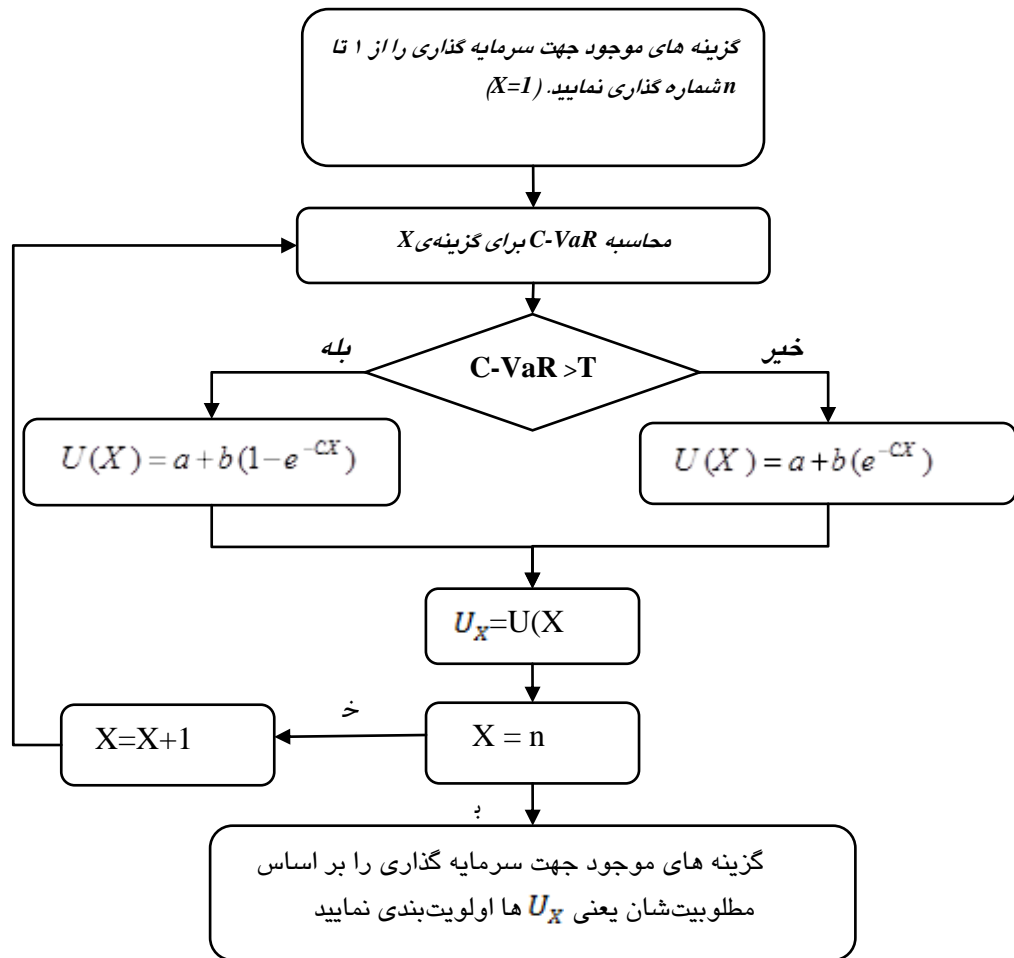 گزینه های موجود جهت سرمایه گذاری را از ۱ تا
n شماره گذاری نمایید. (X=1)
محاسبه C-VaR برای گزینه‌ی X
C-VaR >T
بله
خیر
U(X) = a+b(1-e^{-CX})
U(X) = a+b(e^{-CX})
U_X=U(X
X = n
خ
X=X+1
بـ
گزینه های موجود جهت سرمایه گذاری را بر اساس
مطلوبیت‌شان یعنی U_X ها اولویت‌بندی نمایید